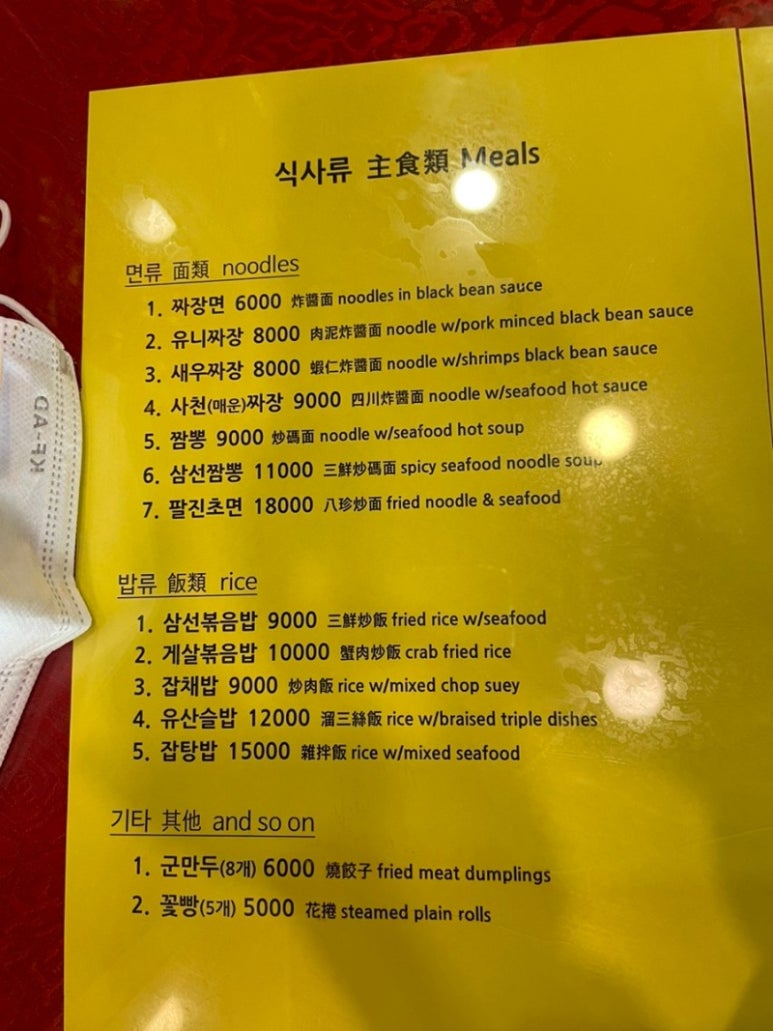 식사류 主食類 Meals
면류 面類 noodles
1. 짜장면 6000 炸醬面 noodles in black bean sauce
2. 유니짜장 8000 肉泥炸醬面 noodle w/pork minced black bean sauce
3. 새우짜장 8000 蝦仁炸醬面 noodle w/shrimps black bean sauce
4. 사천(매운)짜장 9000 四川炸醬面 noodle w/seafood hot sauce
5. 짬뽕 9000 炒碼面 noodle w/seafood hot soup
6. 삼선짬뽕 11000 三鮮炒碼面 spicy seafood noodle soup
7. 팔진초면 18000 八珍炒面 fried noodle & seafood
밥류 飯類 rice
1. 삼선볶음밥 9000 三鮮炒飯 fried rice w/seafood
2. 게살볶음밥 10000 蟹肉炒飯 crab fried rice
3. 잡채밥 9000 炒肉飯 rice w/mixed chop suey
4. 유산슬밥 12000 溜三絲飯 rice w/braised triple dishes
5. 잡탕밥 15000 雜拌飯 rice w/mixed seafood
기타 其他 and so on
1. 군만두(8개) 6000 燒餃子 fried meat dumplings
2. 꽃빵(5개) 5000 花捲 steamed plain rolls
KF-AD